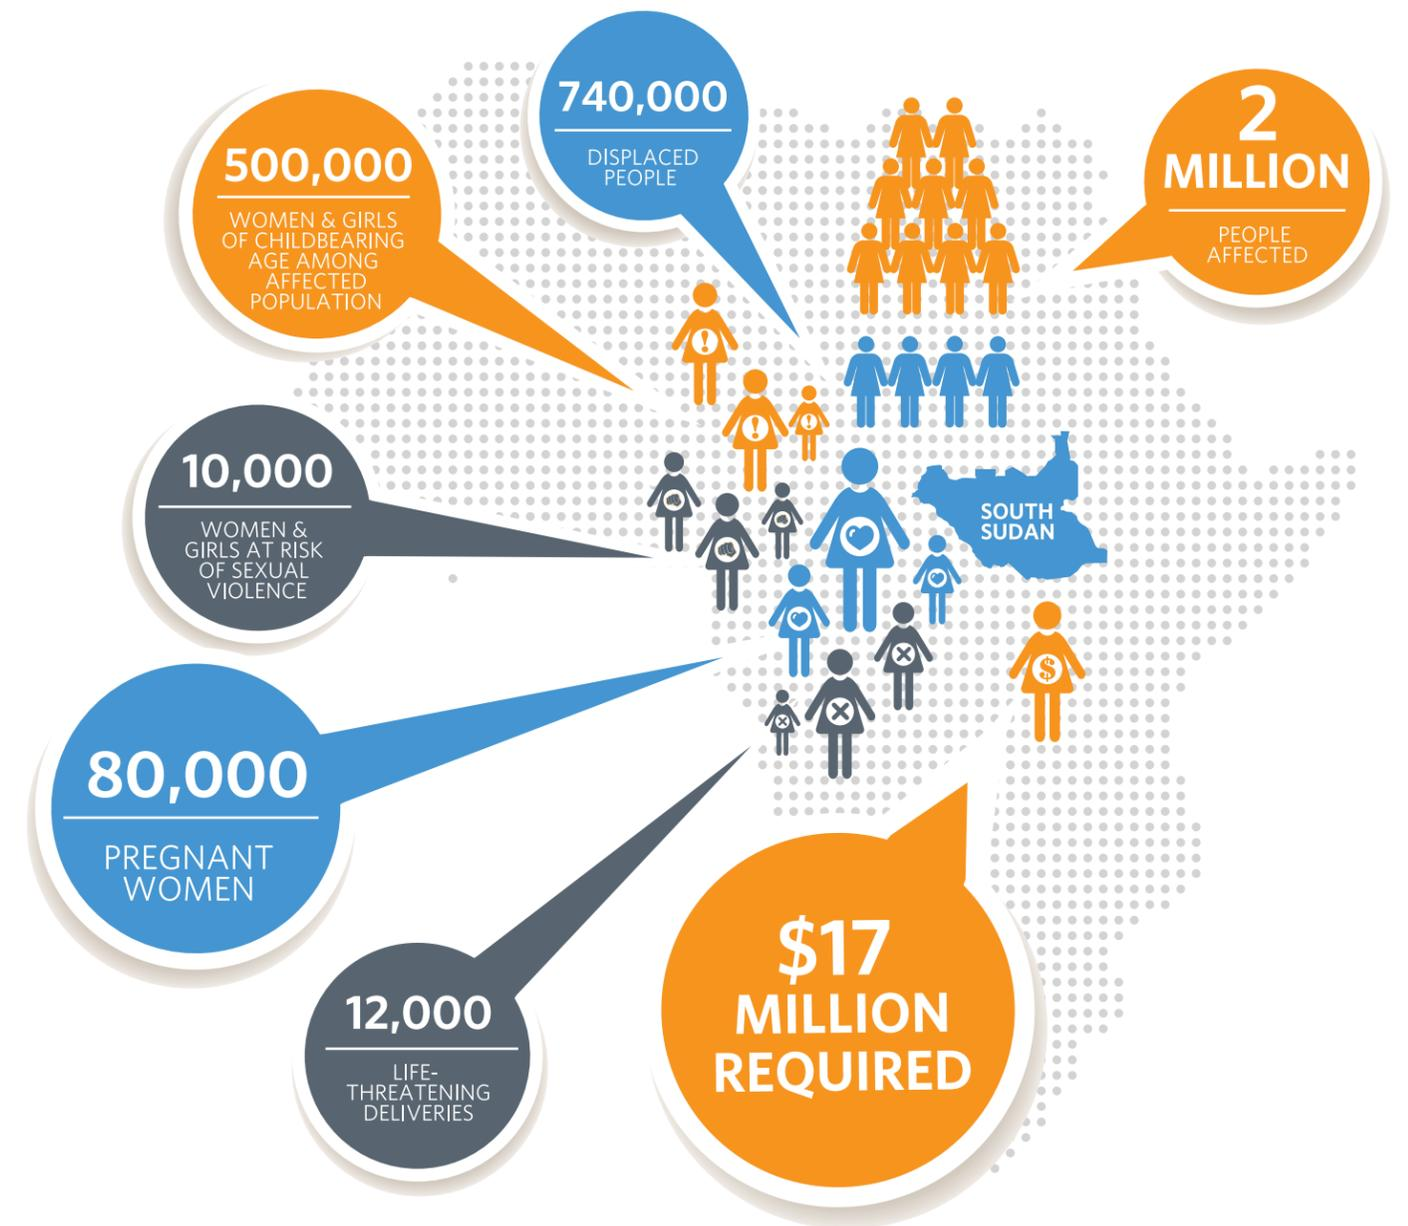 740,000
DISPLACED
PEOPLE
2
MILLION
PEOPLE
AFFECTED
500,000
WOMEN & GIRLS
OF CHILDBEARING
AGE AMONG
AFFECTED
POPULATION
10,000
WOMEN &
GIRLS AT RISK
OF SEXUAL
VIOLENCE
SOUTH
SUDAN
$
80,000
PREGNANT
WOMEN
12,000
LIFE-
THREATENING
DELIVERIES
$17
MILLION
REQUIRED